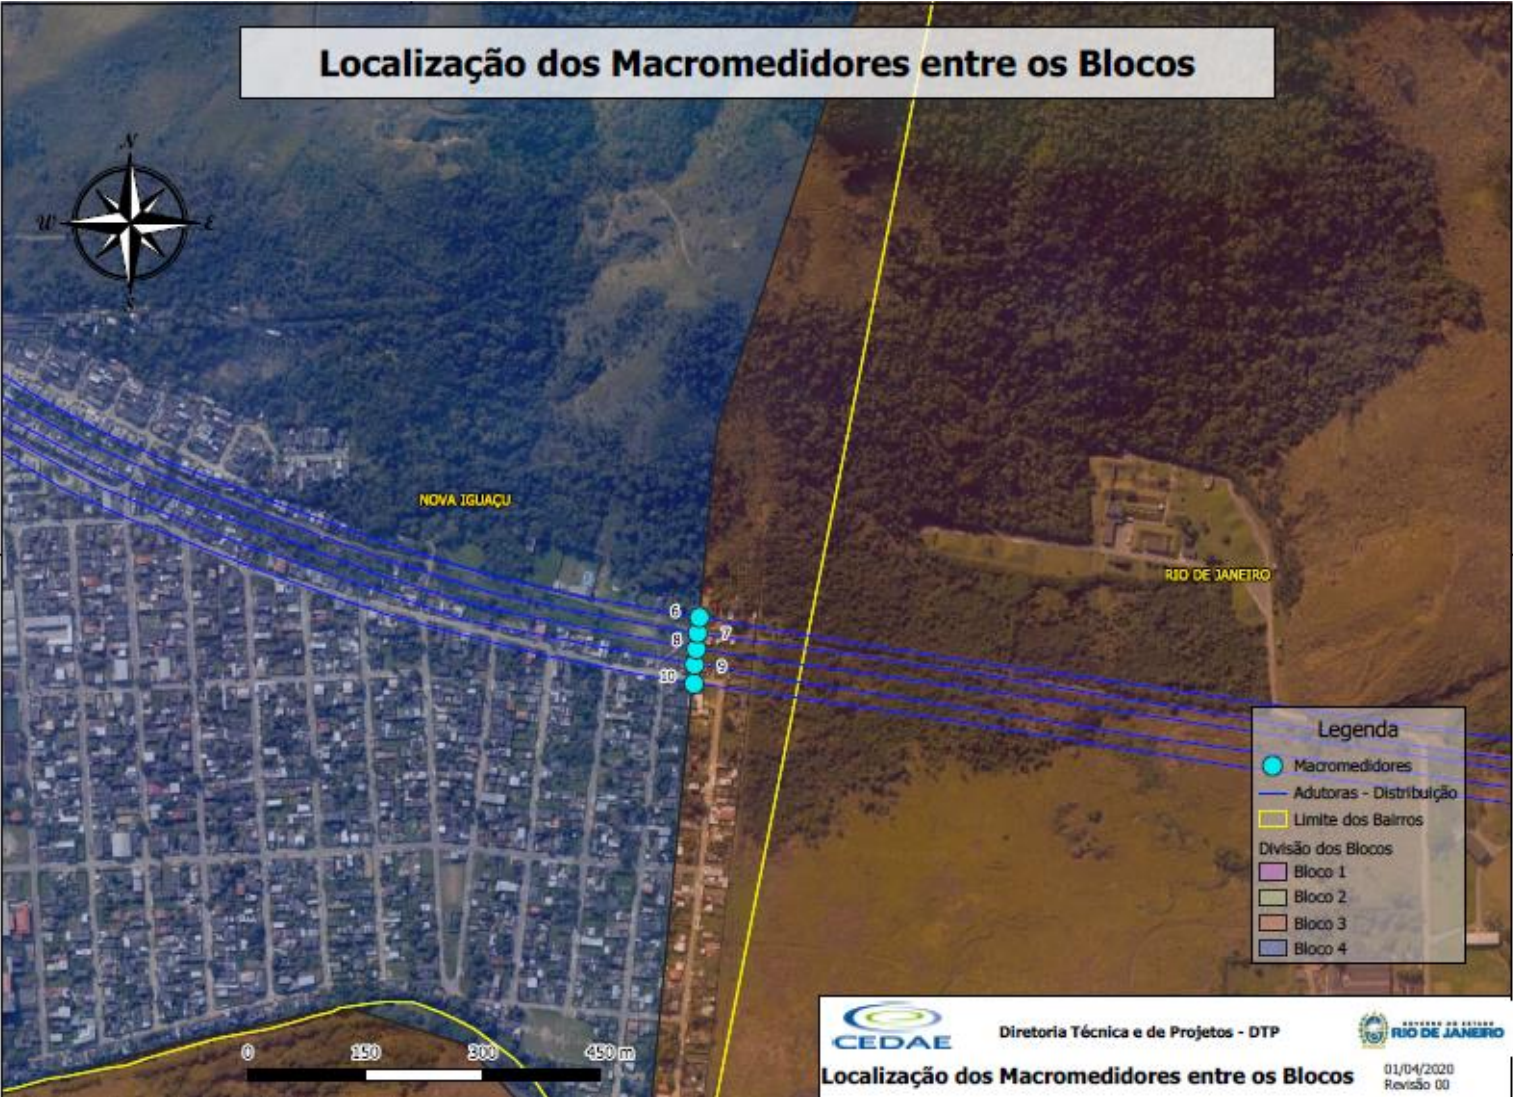 Localização dos Macromedidores entre os Blocos
N
W
E
S
NOVA IGUAÇU
RIO DE JANEIRO
6
7
8
9
10
Legenda
Macromedidores
Adutoras - Distribuição
Limite dos Bairros
Divisão dos Blocos
Bloco 1
Bloco 2
Bloco 3
Bloco 4
0 150 300 450 m
CEDAE
Diretoria Técnica e de Projetos - DTP
GOVERNO DO ESTADO
RIO DE JANEIRO
Localização dos Macromedidores entre os Blocos
01/04/2020
Revisão 00